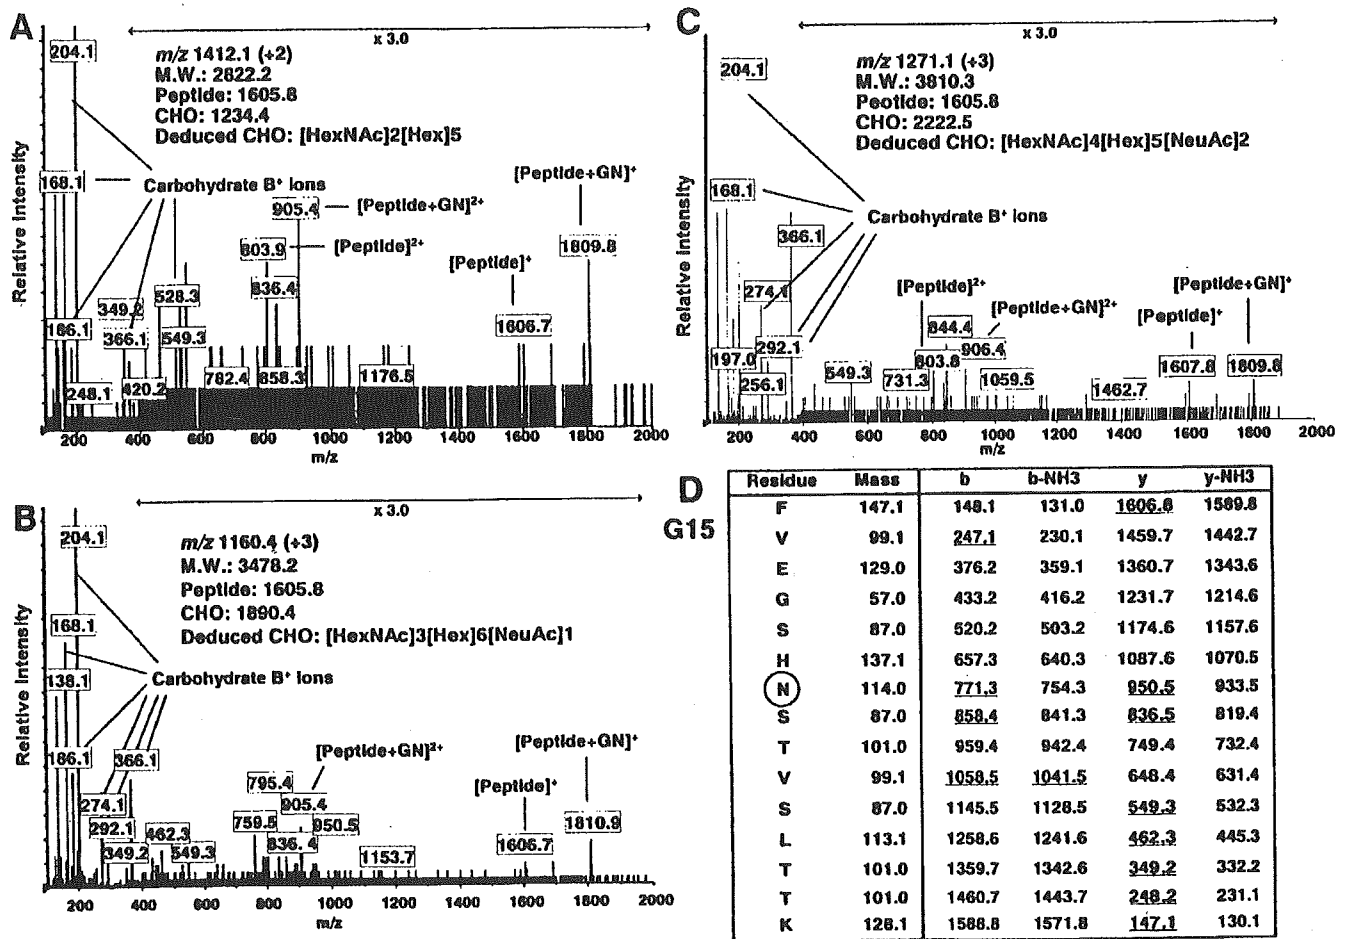 A
x 3.0
m/z 1412.1 (+2)
M.W.: 2822.2
Peptide: 1605.8
CHO: 1234.4
Deduced CHO: [HexNAc]2[Hex]5
204.1
168.1
Carbohydrate B⁺ Ions
[Peptide+GN]⁺
905.4
[Peptide+GN]²⁺
803.9
[Peptide]²⁺
[Peptide]⁺
1809.8
836.4
528.3
349.2
186.1
366.1
549.3
1606.7
248.1
420.2
782.4
858.3
1176.5
Relative Intensity
200 400 600 800 1000 1200 1400 1600 1800 2000
m/z
B
x 3.0
m/z 1160.4 (+3)
M.W.: 3478.2
Peptide: 1605.8
CHO: 1890.4
Deduced CHO: [HexNAc]3[Hex]6[NeuAc]1
204.1
168.1
138.1
Carbohydrate B⁺ Ions
186.1
366.1
[Peptide+GN]²⁺
[Peptide+GN]⁺
[Peptide]⁺
795.4
905.4
274.1
292.1
462.3
759.5
950.5
1810.9
349.2
549.3
836.4
1153.7
1606.7
Relative Intensity
200 400 600 800 1000 1200 1400 1600 1800 2000
m/z
C
x 3.0
m/z 1271.1 (+3)
M.W.: 3810.3
Peotide: 1605.8
CHO: 2222.5
Deduced CHO: [HexNAc]4[Hex]5[NeuAc]2
204.1
168.1
Carbohydrate B⁺ Ions
366.1
274.1
[Peptide]²⁺
[Peptide+GN]⁺
[Peptide+GN]²⁺
[Peptide]⁺
844.4
292.1
906.4
197.0
803.8
1607.8
1809.8
256.1
549.3
731.3
1059.5
1462.7
Relative Intensity
200 400 600 800 1000 1200 1400 1600 1800 2000
m/z
D
G15
Residue Mass b b-NH3 y y-NH3
F 147.1 148.1 131.0 1606.8 1589.8
V 99.1 247.1 230.1 1459.7 1442.7
E 129.0 376.2 359.1 1360.7 1343.6
G 57.0 433.2 416.2 1231.7 1214.6
S 87.0 520.2 503.2 1174.6 1157.6
H 137.1 657.3 640.3 1087.6 1070.5
N 114.0 771.3 754.3 950.5 933.5
S 87.0 858.4 841.3 836.5 819.4
T 101.0 959.4 942.4 749.4 732.4
V 99.1 1058.5 1041.5 648.4 631.4
S 87.0 1145.5 1128.5 549.3 532.3
L 113.1 1258.6 1241.6 462.3 445.3
T 101.0 1359.7 1342.6 349.2 332.2
T 101.0 1460.7 1443.7 248.2 231.1
K 128.1 1588.8 1571.8 147.1 130.1